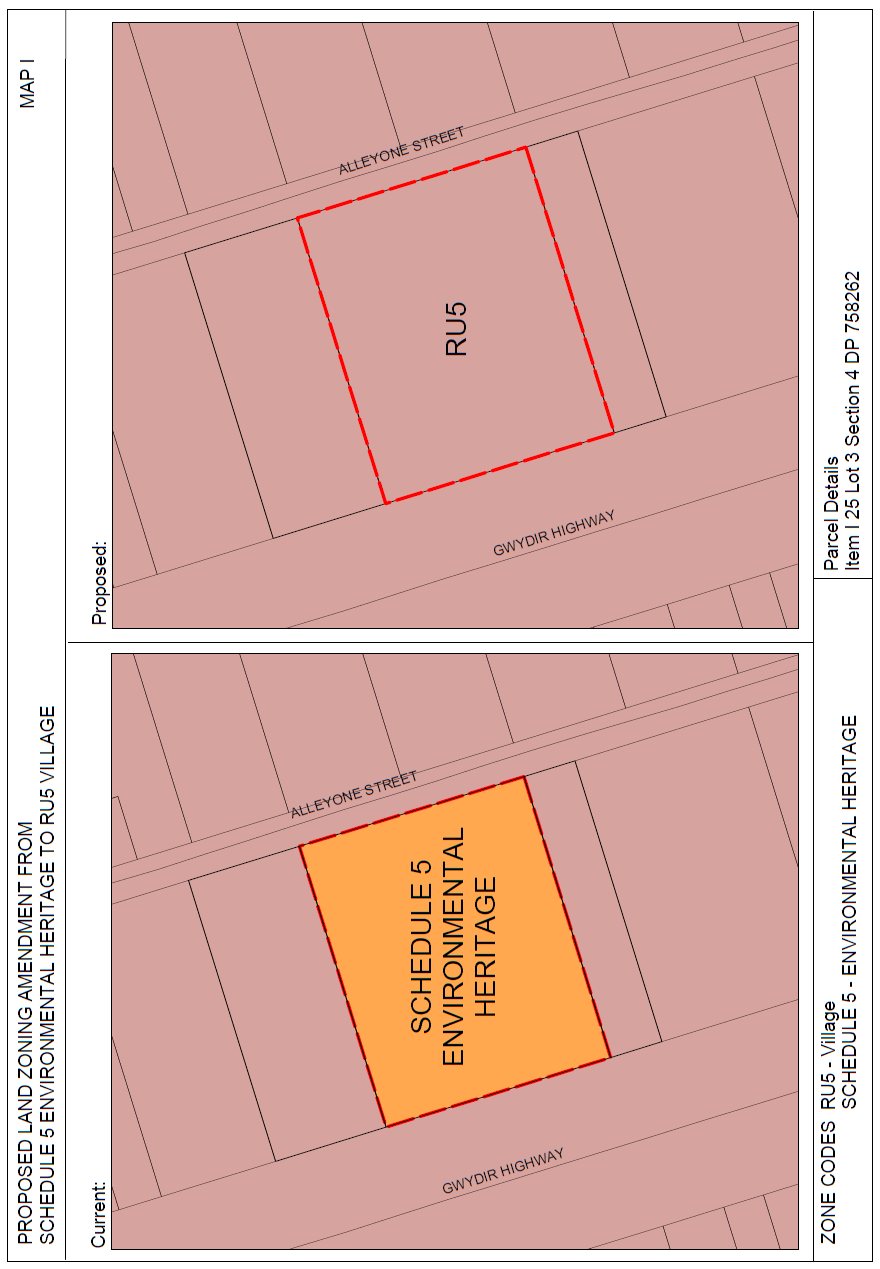 PROPOSED LAND ZONING AMENDMENT FROM
SCHEDULE 5 ENVIRONMENTAL HERITAGE TO RU5 VILLAGE
MAP I
Current:
ALLEYONE STREET
SCHEDULE 5
ENVIRONMENTAL
HERITAGE
GWYDIR HIGHWAY
Proposed:
ALLEYONE STREET
RU5
GWYDIR HIGHWAY
ZONE CODES RU5 - Village
SCHEDULE 5 - ENVIRONMENTAL HERITAGE
Parcel Details
Item I 25 Lot 3 Section 4 DP 758262